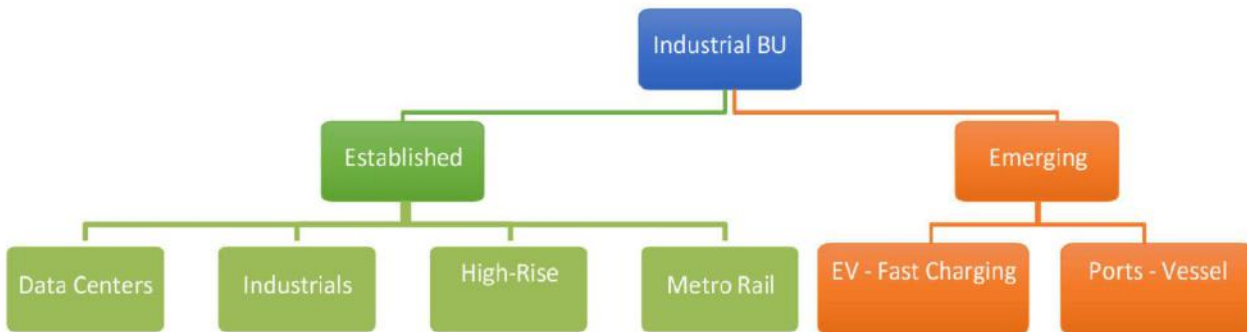 Industrial BU
Established
Emerging
Data Centers
Industrials
High-Rise
Metro Rail
EV - Fast Charging
Ports - Vessel